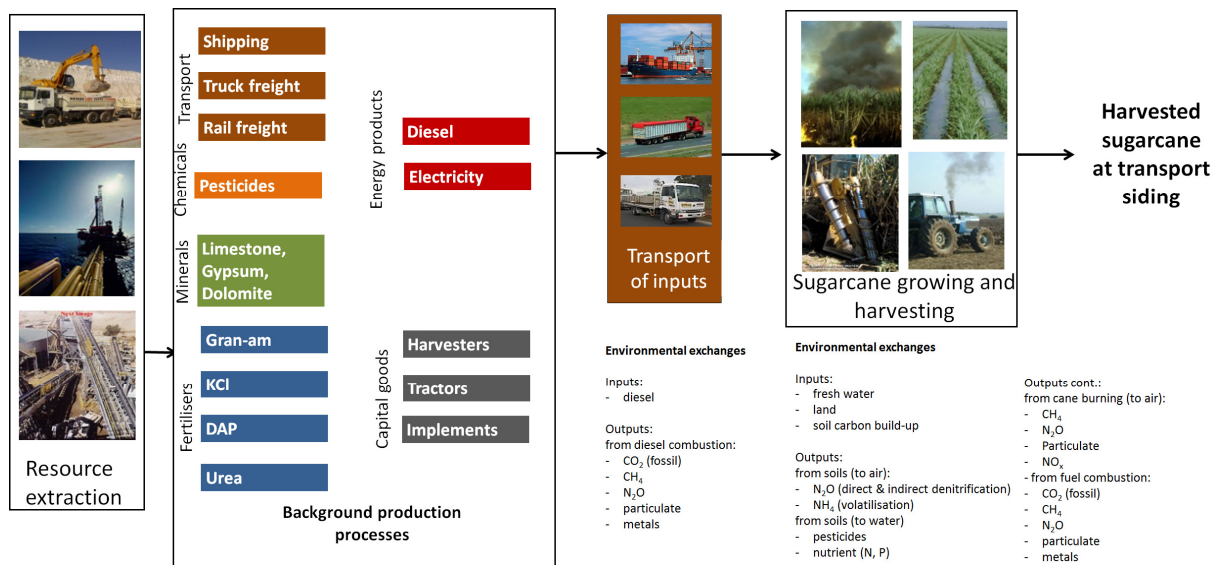 Resource
extraction
Next Image
Transport
Shipping
Truck freight
Rail freight
Chemicals
Pesticides
Minerals
Limestone,
Gypsum,
Dolomite
Fertilisers
Gran-am
KCl
DAP
Urea
Energy products
Diesel
Electricity
Capital goods
Harvesters
Tractors
Implements
Background production
processes
Transport
of inputs
Sugarcane growing and
harvesting
Harvested
sugarcane
at transport
siding
Environmental exchanges
Inputs:
- diesel
Outputs:
from diesel combustion:
- CO₂ (fossil)
- CH₄
- N₂O
- particulate
- metals
Environmental exchanges
Inputs:
- fresh water
- land
- soil carbon build-up
Outputs:
from soils (to air):
- N₂O (direct & indirect denitrification)
- NH₄ (volatilisation)
from soils (to water)
- pesticides
- nutrient (N, P)
Outputs cont.:
from cane burning (to air):
- CH₄
- N₂O
- Particulate
- NOₓ
- from fuel combustion:
- CO₂ (fossil)
- CH₄
- N₂O
- particulate
- metals